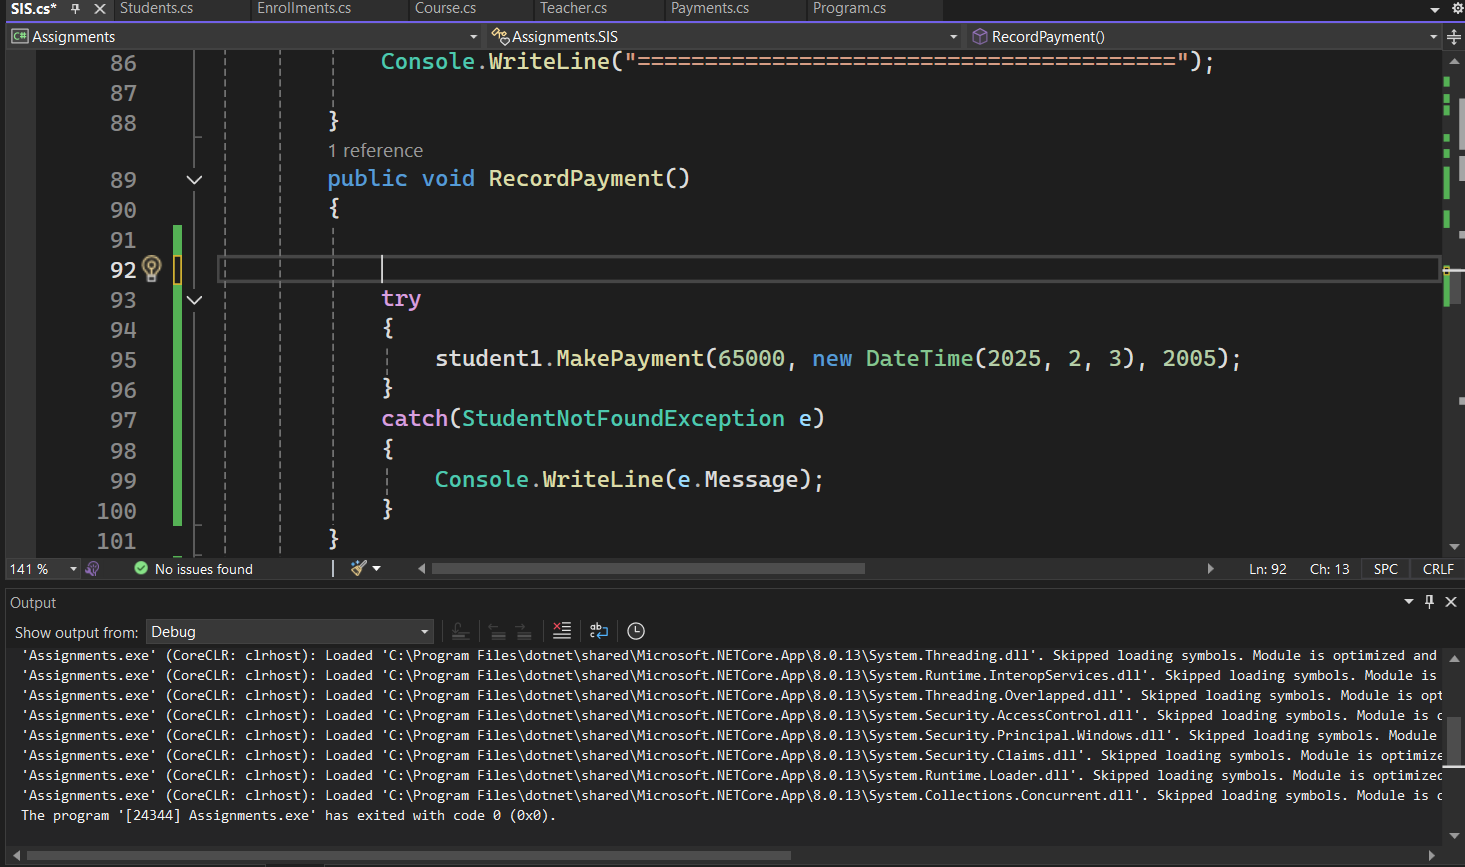 SIS.cs*
Students.cs
Enrollments.cs
Course.cs
Teacher.cs
Payments.cs
Program.cs
C# Assignments
Assignments.SIS
RecordPayment()
86 Console.WriteLine("========================================");
87
88 }
1 reference
89 public void RecordPayment()
90 {
91
92
93 try
94 {
95 student1.MakePayment(65000, new DateTime(2025, 2, 3), 2005);
96 }
97 catch(StudentNotFoundException e)
98 {
99 Console.WriteLine(e.Message);
100 }
101 }
141 %
No issues found
Ln: 92
Ch: 13
SPC
CRLF
Output
Show output from: Debug
'Assignments.exe' (CoreCLR: clrhost): Loaded 'C:\Program Files\dotnet\shared\Microsoft.NETCore.App\8.0.13\System.Threading.dll'. Skipped loading symbols. Module is optimized and
'Assignments.exe' (CoreCLR: clrhost): Loaded 'C:\Program Files\dotnet\shared\Microsoft.NETCore.App\8.0.13\System.Runtime.InteropServices.dll'. Skipped loading symbols. Module is
'Assignments.exe' (CoreCLR: clrhost): Loaded 'C:\Program Files\dotnet\shared\Microsoft.NETCore.App\8.0.13\System.Threading.Overlapped.dll'. Skipped loading symbols. Module is opt
'Assignments.exe' (CoreCLR: clrhost): Loaded 'C:\Program Files\dotnet\shared\Microsoft.NETCore.App\8.0.13\System.Security.AccessControl.dll'. Skipped loading symbols. Module is o
'Assignments.exe' (CoreCLR: clrhost): Loaded 'C:\Program Files\dotnet\shared\Microsoft.NETCore.App\8.0.13\System.Security.Principal.Windows.dll'. Skipped loading symbols. Module
'Assignments.exe' (CoreCLR: clrhost): Loaded 'C:\Program Files\dotnet\shared\Microsoft.NETCore.App\8.0.13\System.Security.Claims.dll'. Skipped loading symbols. Module is optimize
'Assignments.exe' (CoreCLR: clrhost): Loaded 'C:\Program Files\dotnet\shared\Microsoft.NETCore.App\8.0.13\System.Runtime.Loader.dll'. Skipped loading symbols. Module is optimized
'Assignments.exe' (CoreCLR: clrhost): Loaded 'C:\Program Files\dotnet\shared\Microsoft.NETCore.App\8.0.13\System.Collections.Concurrent.dll'. Skipped loading symbols. Module is o
The program '[24344] Assignments.exe' has exited with code 0 (0x0).